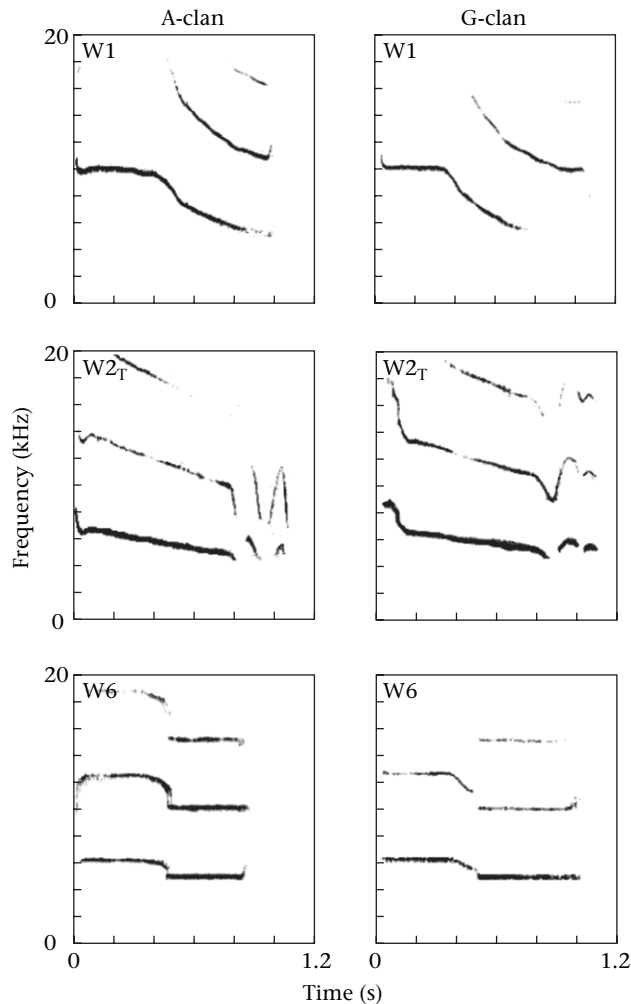 A-clan G-clan
20
W1 W1
0
20
W2T W2T
Frequency (kHz)
0
20
W6 W6
0
0 1.2 0 1.2
Time (s)